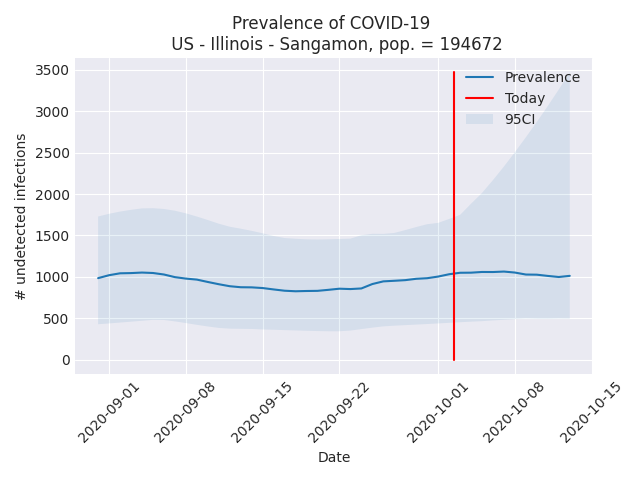 Prevalence of COVID-19
US - Illinois - Sangamon, pop. = 194672
3500
3000
2500
2000
1500
1000
500
0
# undetected infections
Prevalence
Today
95CI
2020-09-01
2020-09-08
2020-09-15
2020-09-22
2020-10-01
2020-10-08
2020-10-15
Date